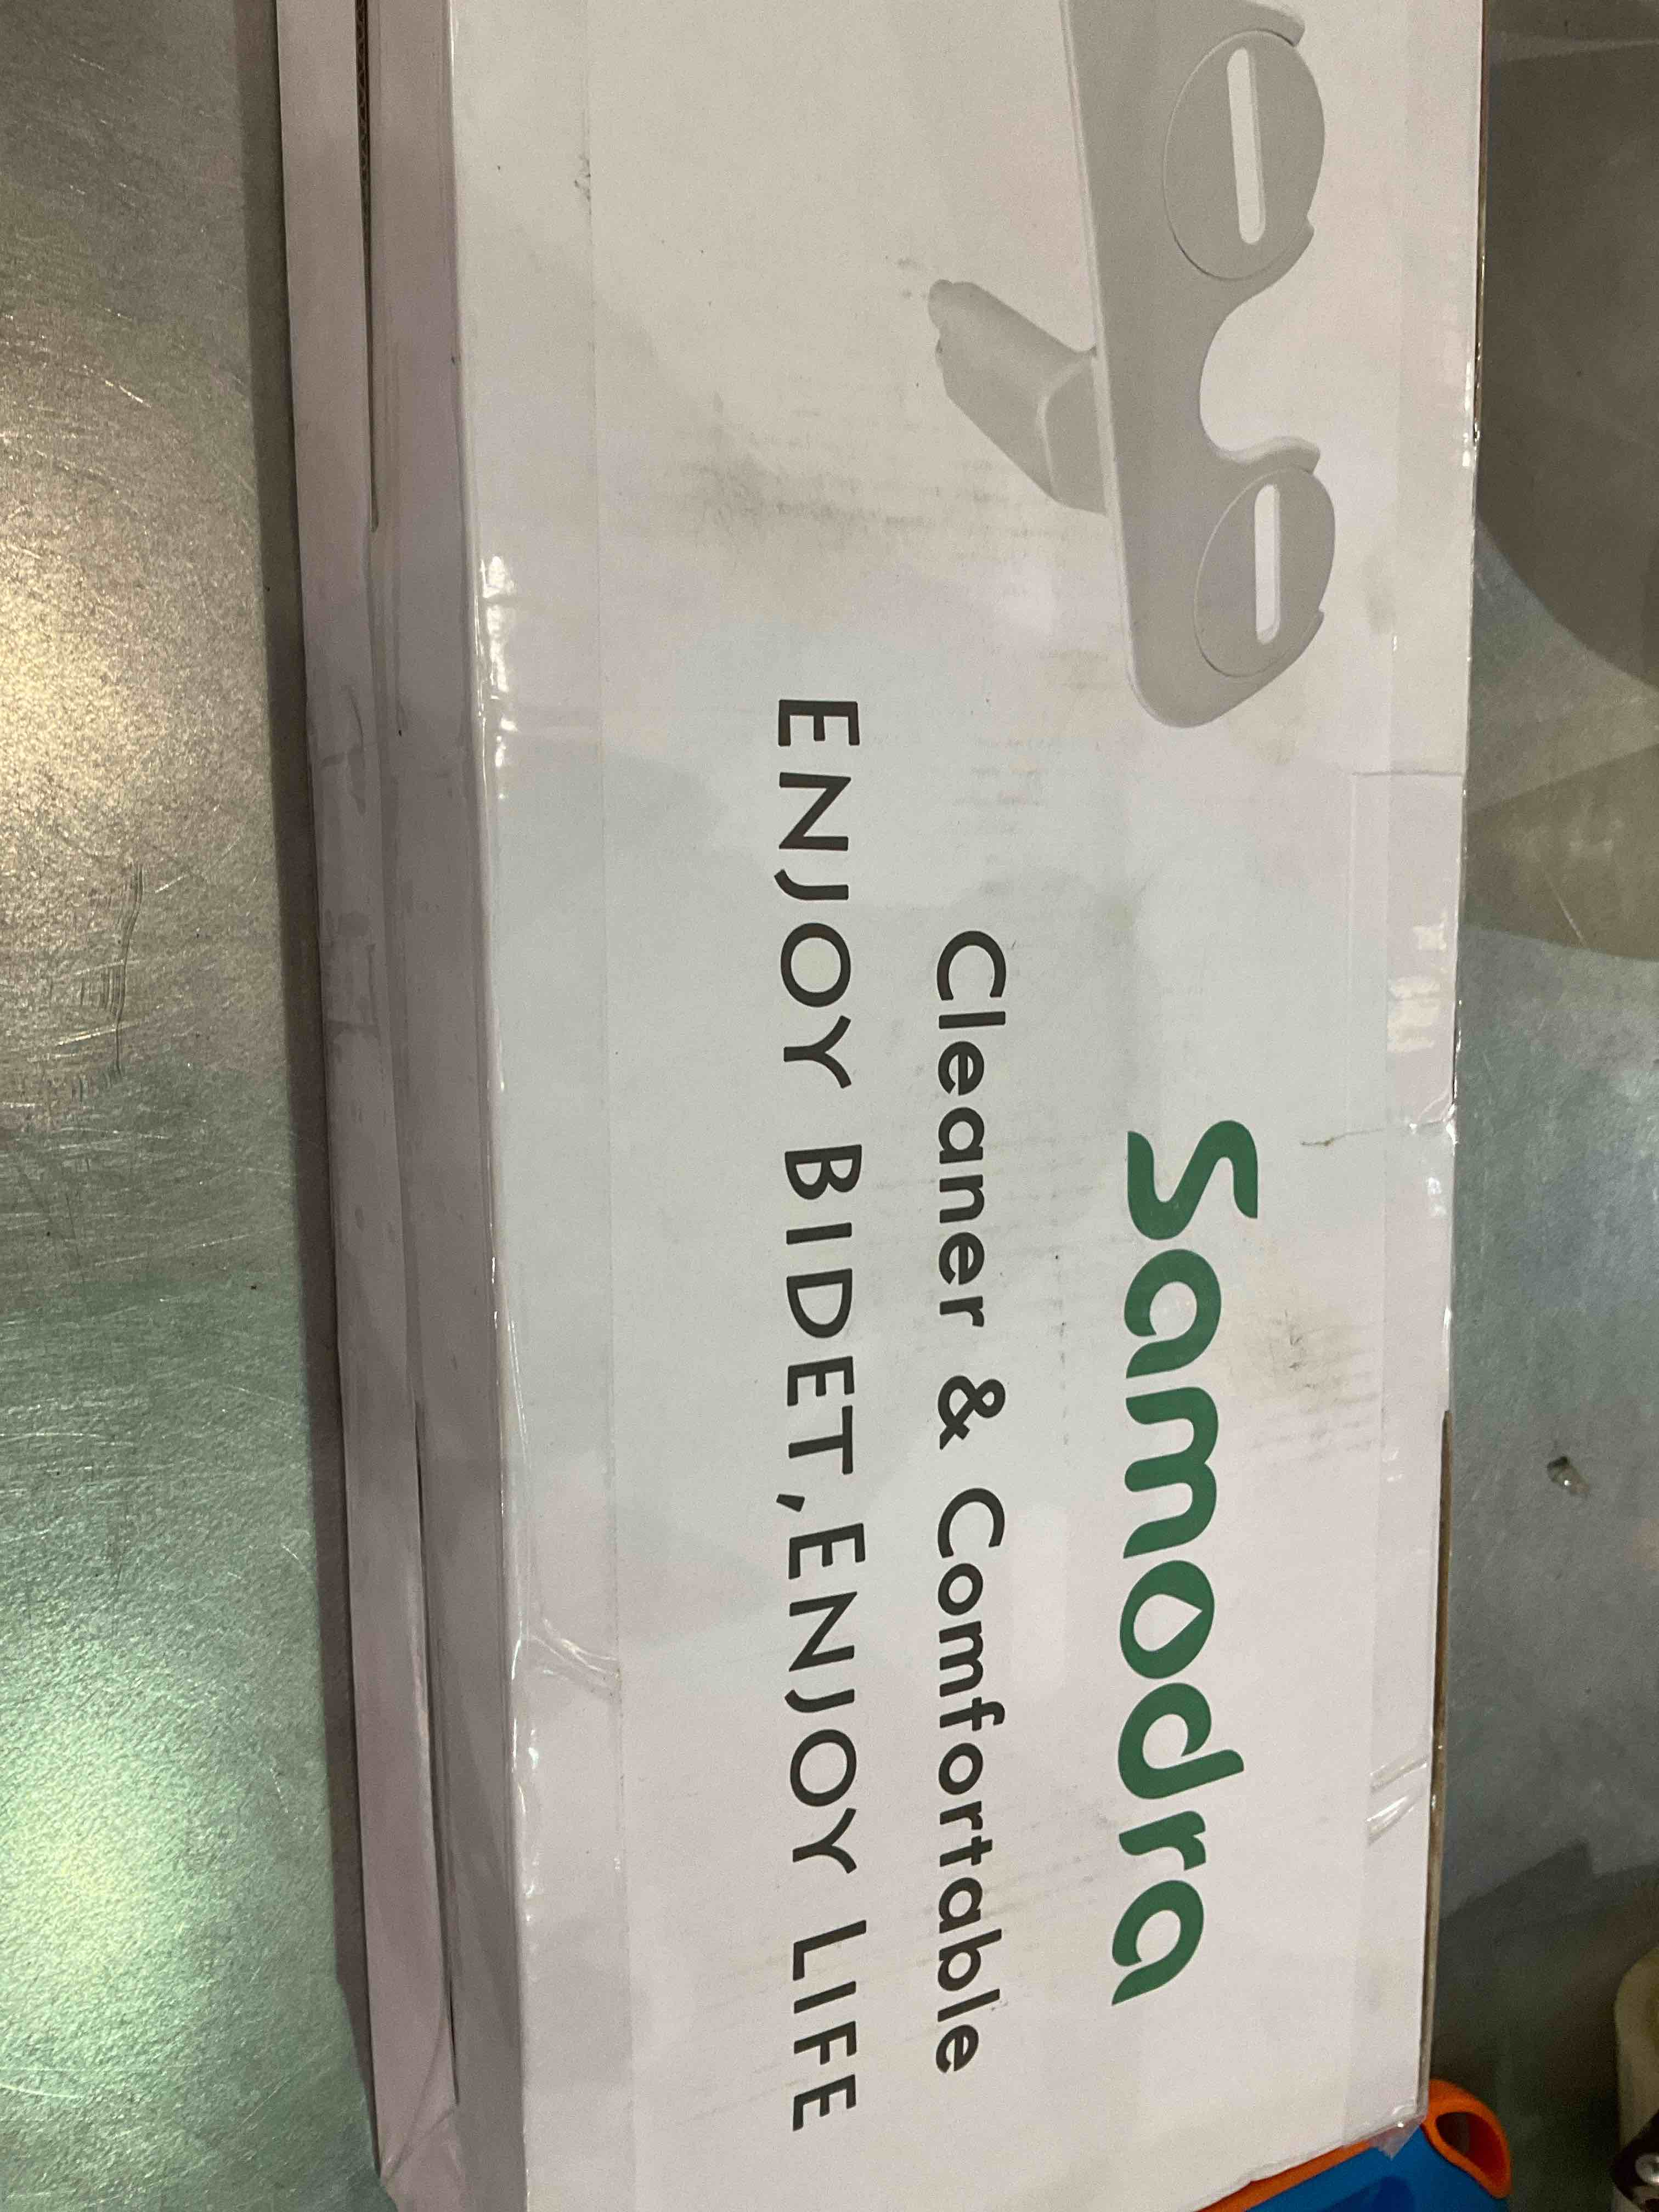 Samodra
Cleaner & Comfortable
ENJOY BIDET,ENJOY LIFE